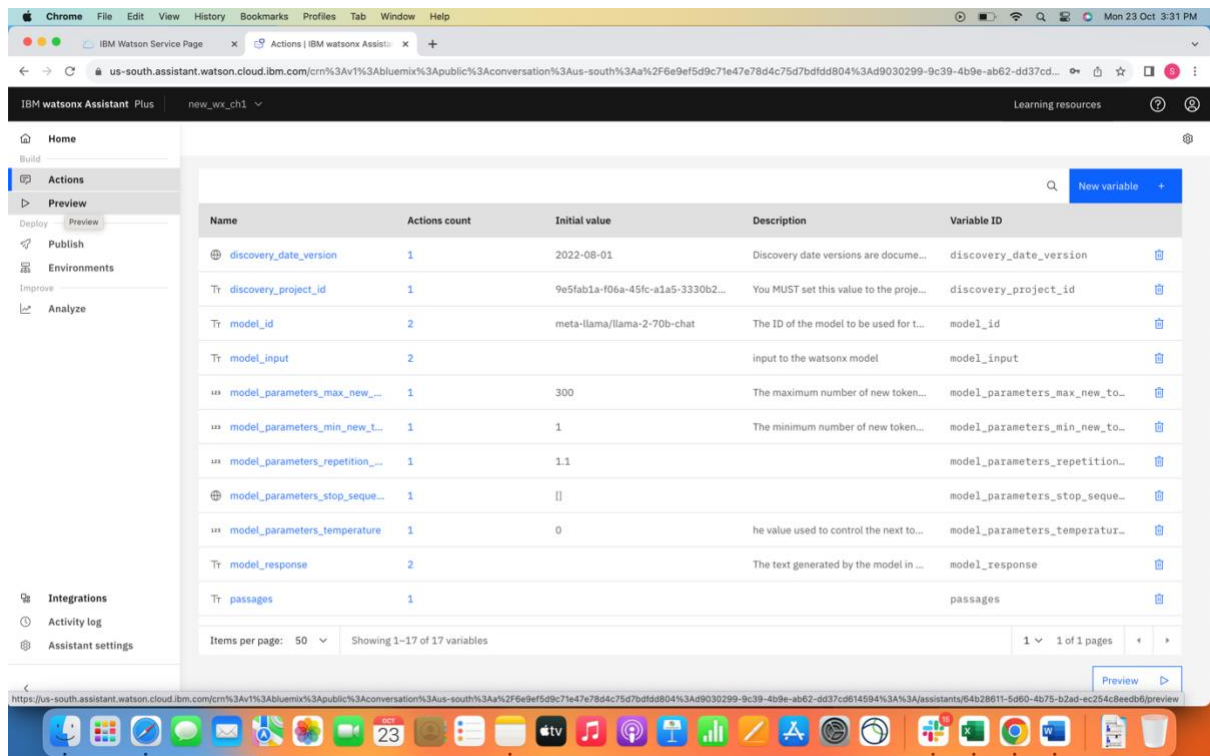 Chrome File Edit View History Bookmarks Profiles Tab Window Help Mon 23 Oct 3:31 PM
IBM Watson Service Page Actions | IBM watsonx Assista
us-south.assistant.watson.cloud.ibm.com/crn%3Av1%3Abluemix%3Apublic%3Aconversation%3Aus-south%3Aa%2F6e9ef5d9c71e47e78d4c75d7bdfdd804%3Ad9030299-9c39-4b9e-ab62-dd37cd... S
IBM watsonx Assistant Plus new_wx_ch1 Learning resources
Home
Build
Actions
New variable +
Preview
Preview
Deploy
Publish
Environments
Improve
Analyze
Name Actions count Initial value Description Variable ID
discovery_date_version 1 2022-08-01 Discovery date versions are docume... discovery_date_version
Tт discovery_project_id 1 9e5fab1a-f06a-45fc-a1a5-3330b2... You MUST set this value to the proje... discovery_project_id
Tт model_id 2 meta-llama/llama-2-70b-chat The ID of the model to be used for t... model_id
Tт model_input 2 input to the watsonx model model_input
123 model_parameters_max_new_... 1 300 The maximum number of new token... model_parameters_max_new_to…
123 model_parameters_min_new_t... 1 1 The minimum number of new token... model_parameters_min_new_to…
123 model_parameters_repetition_... 1 1.1 model_parameters_repetition…
model_parameters_stop_seque... 1 [] model_parameters_stop_seque…
123 model_parameters_temperature 1 0 he value used to control the next to... model_parameters_temperatur…
Tт model_response 2 The text generated by the model in ... model_response
Tт passages 1 passages
Integrations
Activity log
Assistant settings
Items per page: 50 Showing 1–17 of 17 variables 1 1 of 1 pages
Preview
https://us-south.assistant.watson.cloud.ibm.com/crn%3Av1%3Abluemix%3Apublic%3Aconversation%3Aus-south%3Aa%2F6e9ef5d9c71e47e78d4c75d7bdfdd804%3Ad9030299-9c39-4b9e-ab62-dd37cd614594%3A%3A/assistants/64b28611-5d60-4b75-b2ad-ec254c8eedb6/preview
OCT
23
tv